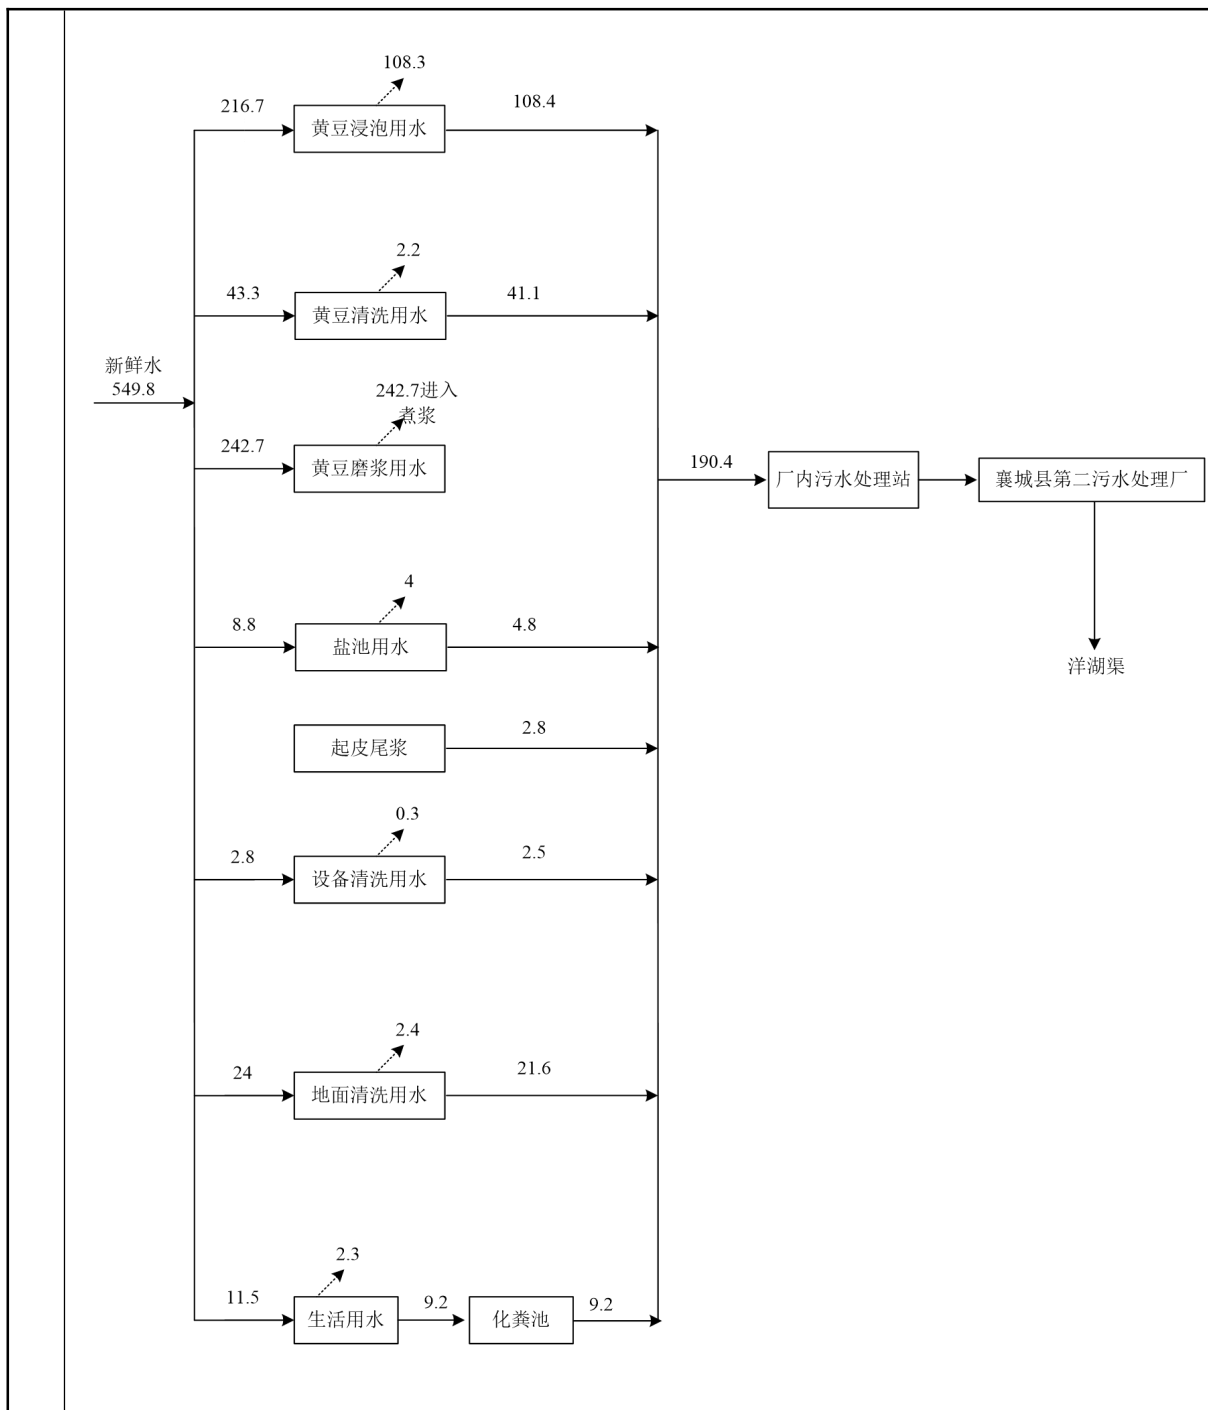 108.3
216.7
黄豆浸泡用水
108.4
2.2
43.3
黄豆清洗用水
41.1
新鲜水
549.8
242.7进入
煮浆
242.7
黄豆磨浆用水
190.4
厂内污水处理站
襄城县第二污水处理厂
4
8.8
盐池用水
4.8
洋湖渠
起皮尾浆
2.8
0.3
2.8
设备清洗用水
2.5
2.4
24
地面清洗用水
21.6
2.3
11.5
生活用水
9.2
化粪池
9.2